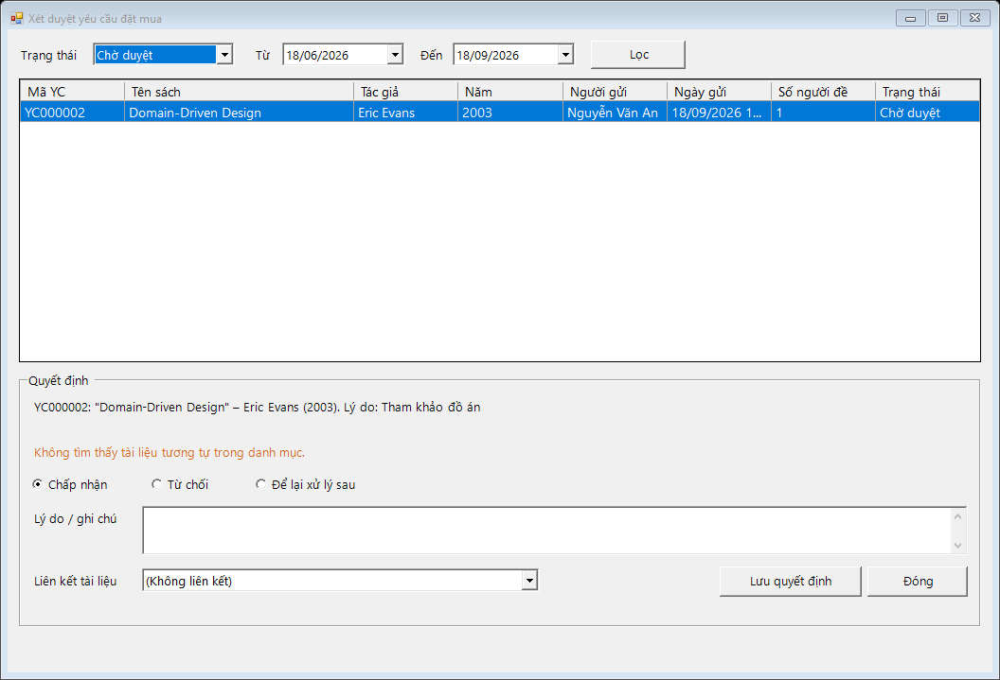 Xét duyệt yêu cầu đặt mua
Trạng thái Chờ duyệt Từ 18/06/2026 Đến 18/09/2026 Lọc
Mã YC Tên sách Tác giả Năm Người gửi Ngày gửi Số người đề Trạng thái
YC000002 Domain-Driven Design Eric Evans 2003 Nguyễn Văn An 18/09/2026 1... 1 Chờ duyệt
Quyết định
YC000002: "Domain-Driven Design" – Eric Evans (2003). Lý do: Tham khảo đồ án
Không tìm thấy tài liệu tương tự trong danh mục.
Chấp nhận Từ chối Để lại xử lý sau
Lý do / ghi chú
Liên kết tài liệu (Không liên kết) Lưu quyết định Đóng